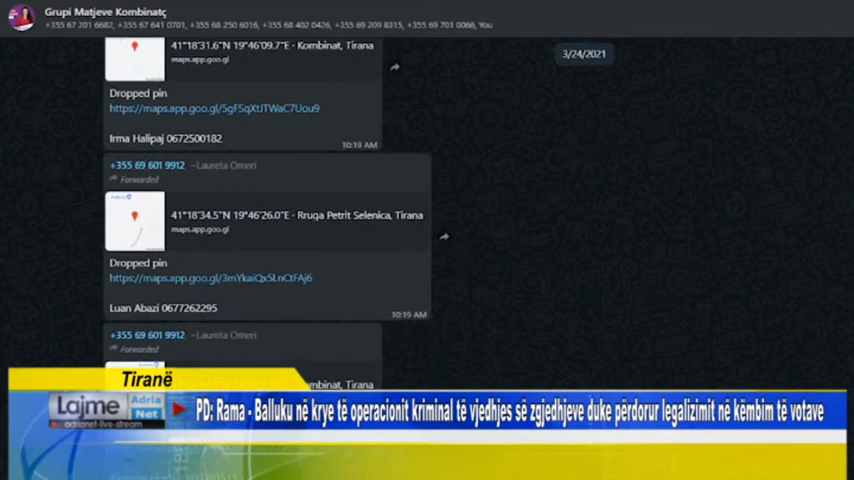 Grupi Matjeve Kombinatç
+355 67 201 6682, +355 67 641 0701, +355 68 250 6016, +355 68 402 0426, +355 69 209 8315, +355 69 701 0066, You
3/24/2021
41°18'31.6"N 19°46'09.7"E - Kombinat, Tirana
maps.app.goo.gl
Dropped pin
https://maps.app.goo.gl/5gFSqXtJTWaC7Uou9
Irma Halipaj 0672500182
10:19 AM
+355 69 601 9912 ~Laureta Omeri
Forwarded
41°18'34.5"N 19°46'26.0"E - Rruga Petrit Selenica, Tirana
maps.app.goo.gl
Dropped pin
https://maps.app.goo.gl/3mYkaiQx5LnCtFAj6
Luan Abazi 0677262295
10:19 AM
+355 69 601 9912 ~Laureta Omeri
Forwarded
ombinat, Tirana
Tiranë
Lajme Adria Net
adrianet-live-stream
PD: Rama - Balluku në krye të operacionit kriminal të vjedhjes së zgjedhjeve duke përdorur legalizimit në këmbim të votave